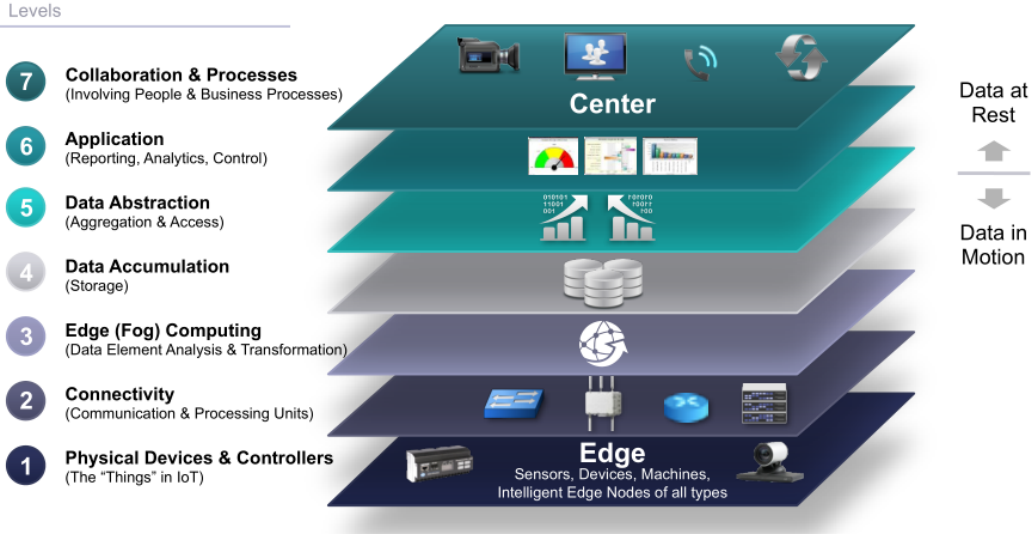 Levels
7
Collaboration & Processes
(Involving People & Business Processes)
6
Application
(Reporting, Analytics, Control)
5
Data Abstraction
(Aggregation & Access)
4
Data Accumulation
(Storage)
3
Edge (Fog) Computing
(Data Element Analysis & Transformation)
2
Connectivity
(Communication & Processing Units)
1
Physical Devices & Controllers
(The “Things” in IoT)
Center
010101
11001
001
Edge
Sensors, Devices, Machines,
Intelligent Edge Nodes of all types
Data at
Rest
Data in
Motion